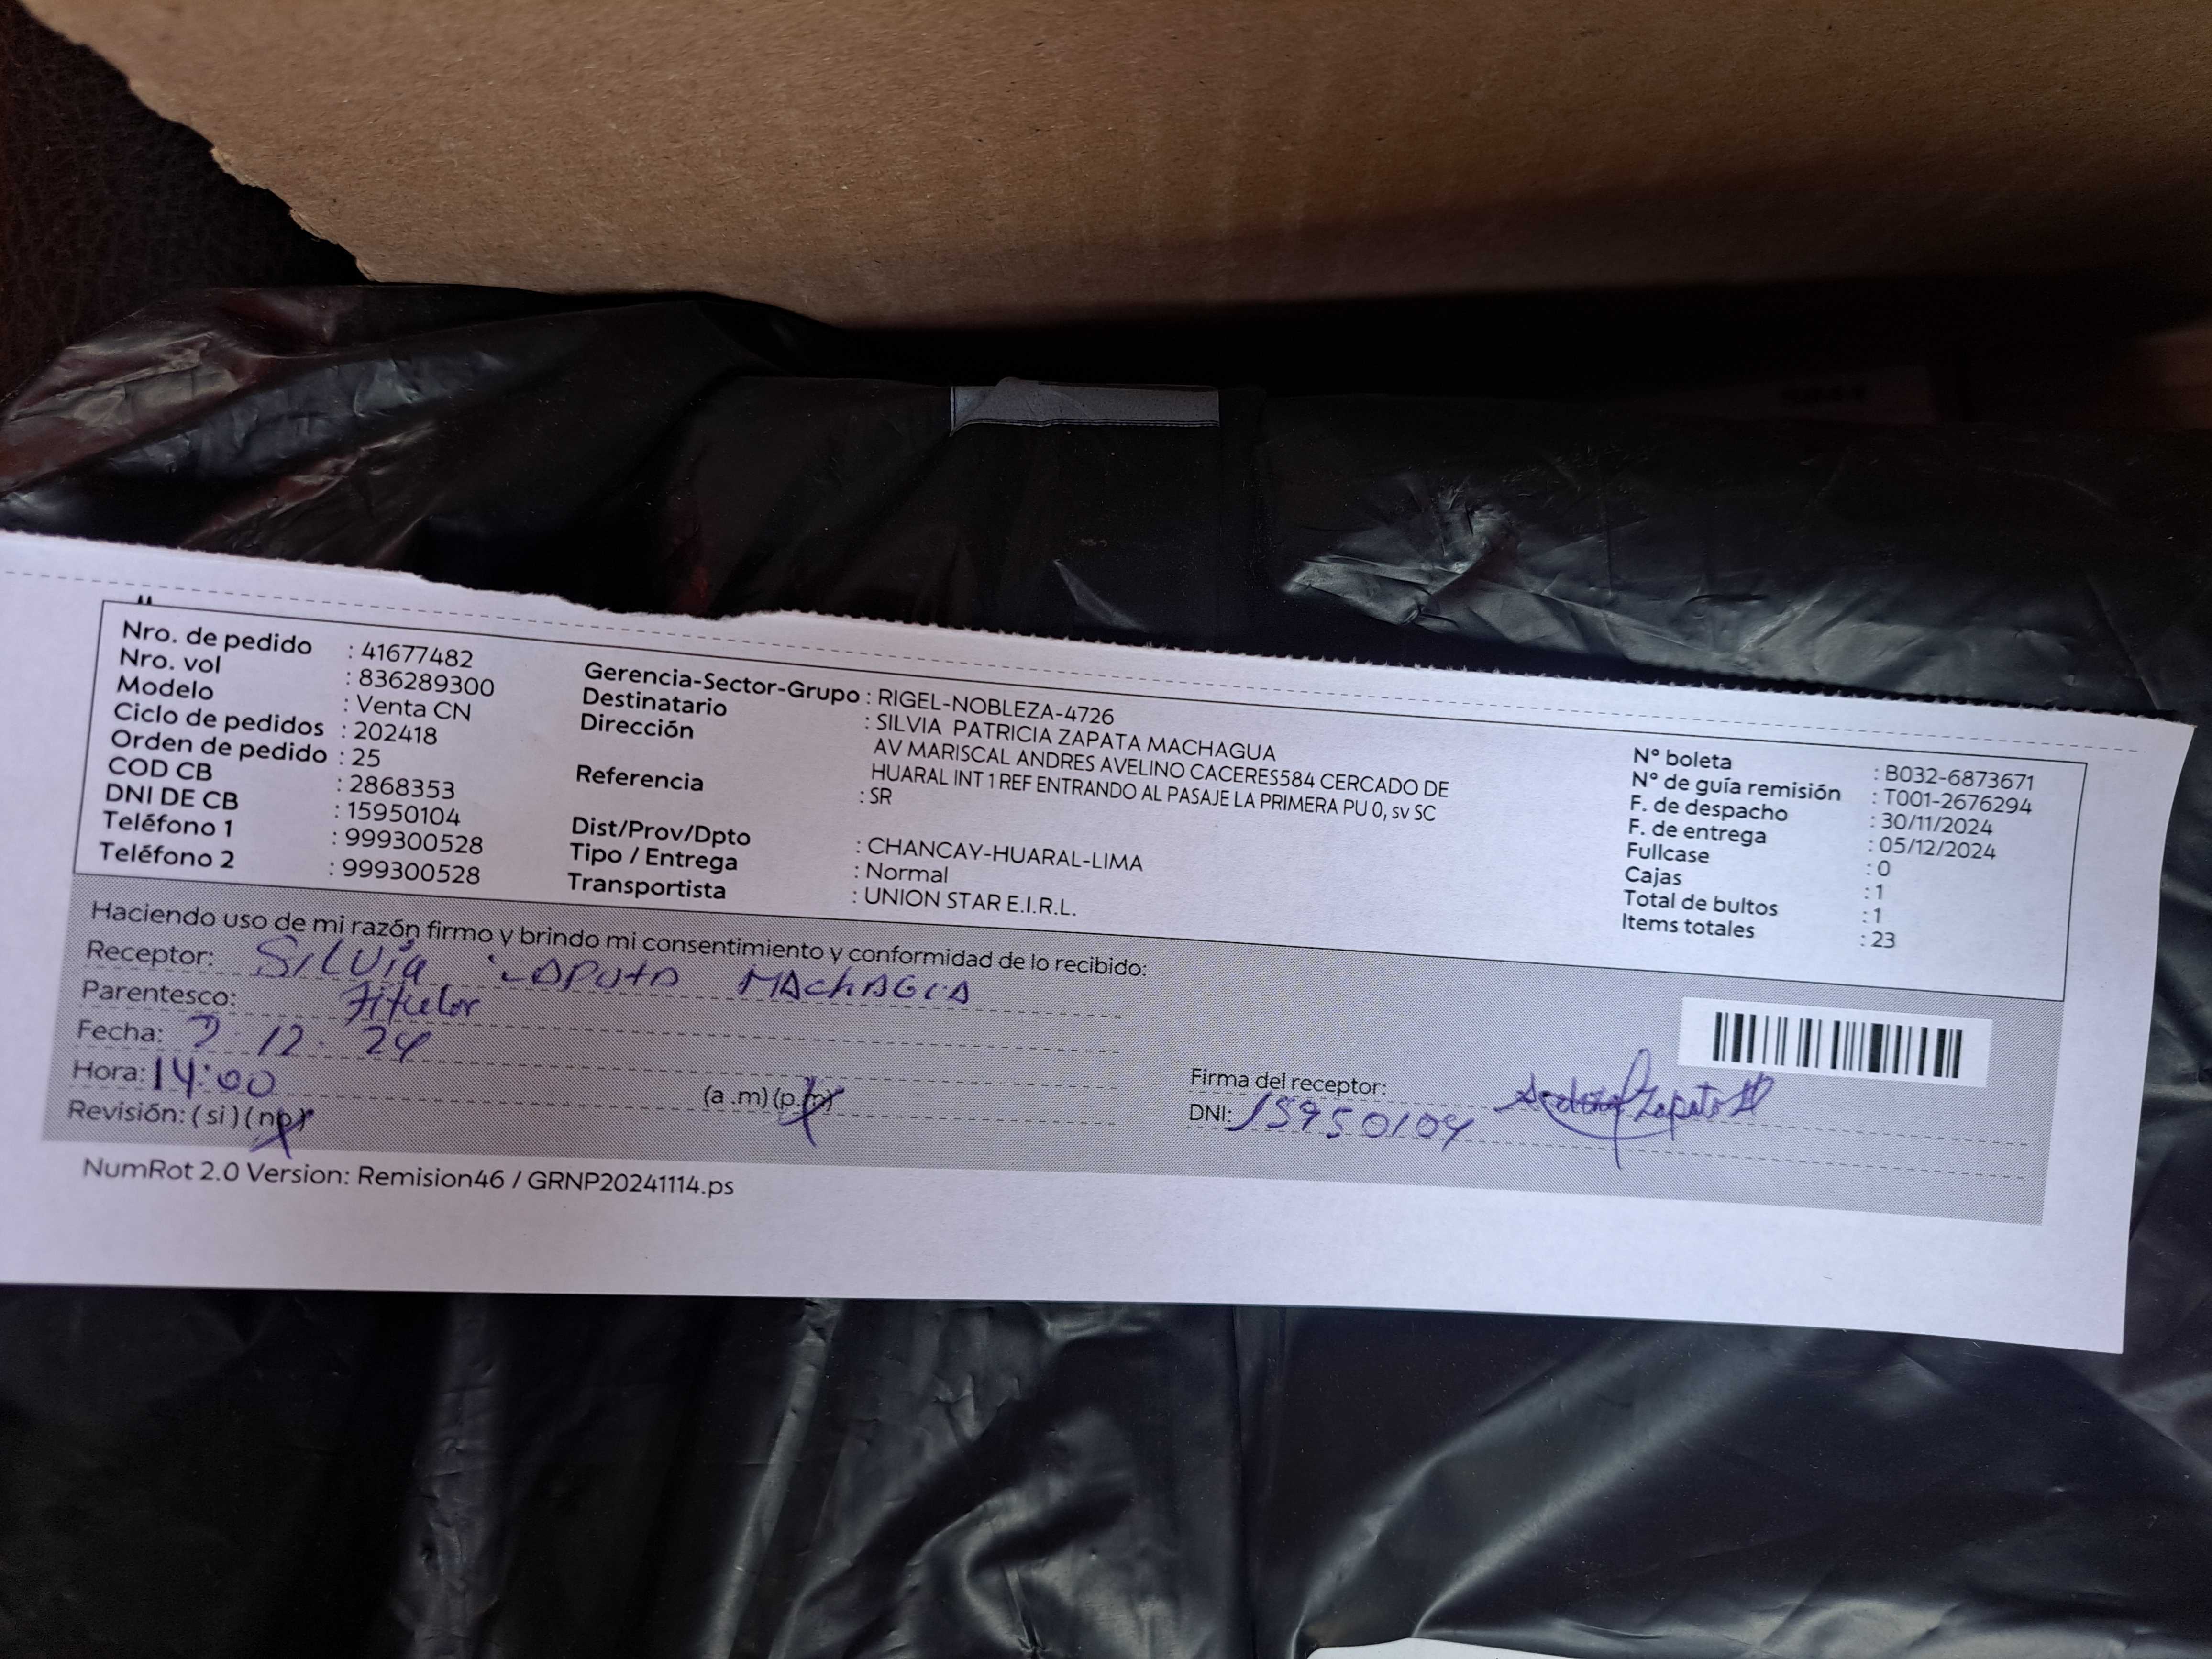 Nro. de pedido : 41677482
Nro. vol : 836289300
Modelo : Venta CN
Ciclo de pedidos : 202418
Orden de pedido : 25
COD CB : 2868353
DNI DE CB : 15950104
Teléfono 1 : 999300528
Teléfono 2 : 999300528
Gerencia-Sector-Grupo : RIGEL-NOBLEZA-4726
Destinatario : SILVIA PATRICIA ZAPATA MACHAGUA
Dirección AV MARISCAL ANDRES AVELINO CACERES584 CERCADO DE
HUARAL INT 1 REF ENTRANDO AL PASAJE LA PRIMERA PU 0, sv SC
Referencia : SR
Dist/Prov/Dpto : CHANCAY-HUARAL-LIMA
Tipo / Entrega : Normal
Transportista : UNION STAR E.I.R.L.
N° boleta : B032-6873671
N° de guía remisión : T001-2676294
F. de despacho : 30/11/2024
F. de entrega : 05/12/2024
Fullcase : 0
Cajas : 1
Total de bultos : 1
Items totales : 23
Haciendo uso de mi razón firmo y brindo mi consentimiento y conformidad de lo recibido:
Receptor: SILVIA ZAPATA MACHAGUA
Parentesco: Titular
Fecha: 12. 24
Hora: 14:00 (a .m) (p.m)
Revisión: ( si ) ( no )
Firma del receptor: Zapata M
DNI: 15950104
NumRot 2.0 Version: Remision46 / GRNP20241114.ps